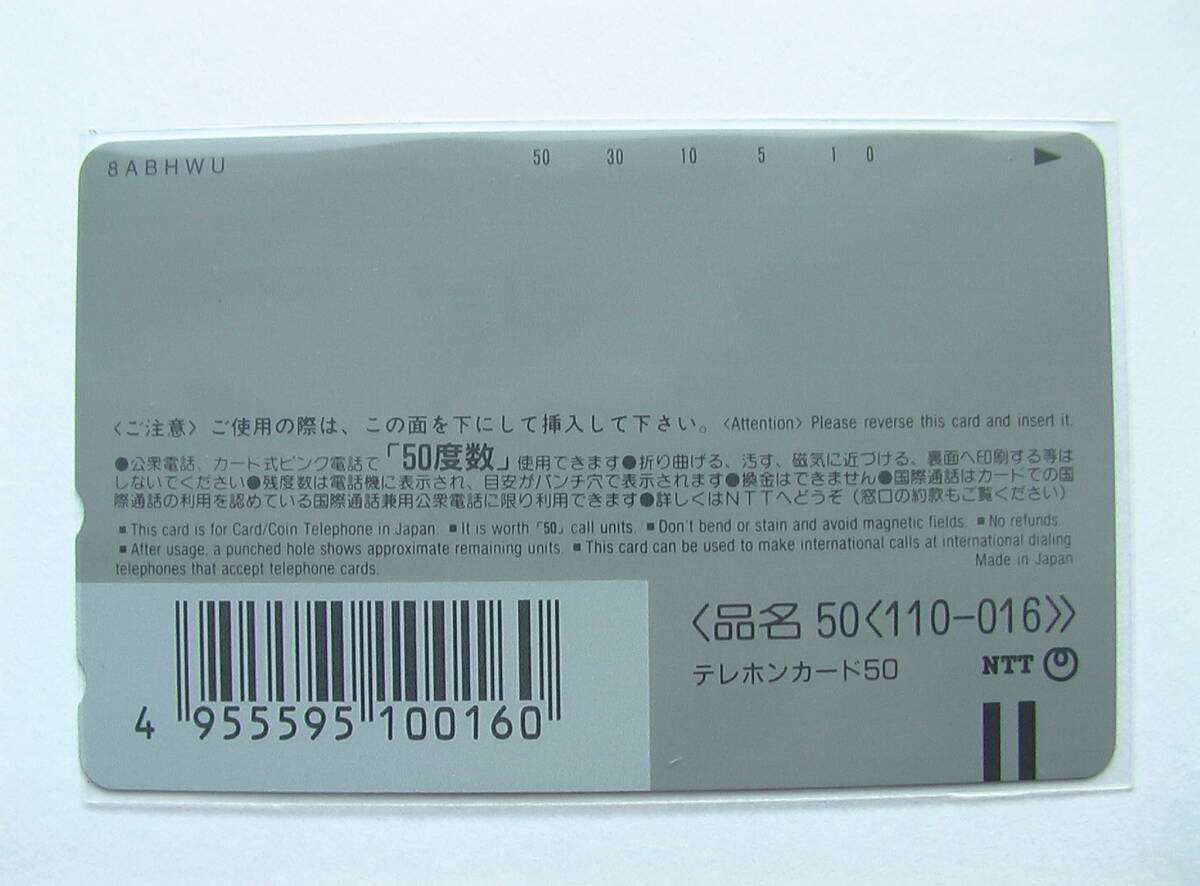 8ABHWU 50 30 10 5 1 0
〈ご注意〉ご使用の際は、この面を下にして挿入して下さい。〈Attention〉Please reverse this card and insert it.
●公衆電話、カード式ピンク電話で「50度数」使用できます●折り曲げる、汚す、磁気に近づける、裏面へ印刷する等は
しないでください●残度数は電話機に表示され、目安がパンチ穴で表示されます●換金はできません●国際通話はカードでの国
際通話の利用を認めている国際通話兼用公衆電話に限り利用できます●詳しくはNTTへどうぞ（窓口の約款もご覧ください）
■This card is for Card/Coin Telephone in Japan. ■It is worth「50」call units. ■Don't bend or stain and avoid magnetic fields. ■No refunds.
■After usage, a punched hole shows approximate remaining units. ■This card can be used to make international calls at international dialing
telephones that accept telephone cards. Made in Japan
〈品名 50〈110-016〉〉
テレホンカード50 NTT
4 955595 100160